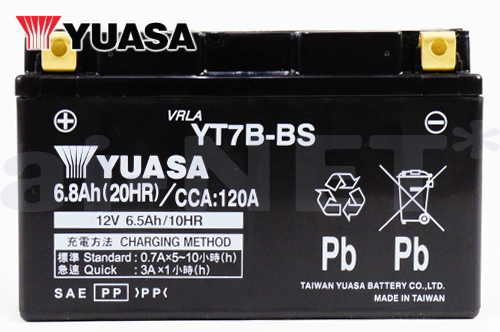 YUASA
VRLA
YT7B-BS
YUASA
6.8Ah(20HR)/CCA:120A
12V 6.5Ah/10HR
充電方法 CHARGING METHOD
標準 Standard : 0.7A×5~10小時(h)
急速 Quick : 3A×1小時(h)
SAE PP )PP(
Pb Pb
TAIWAN YUASA BATTERY CO.,LTD.
MADE IN TAIWAN